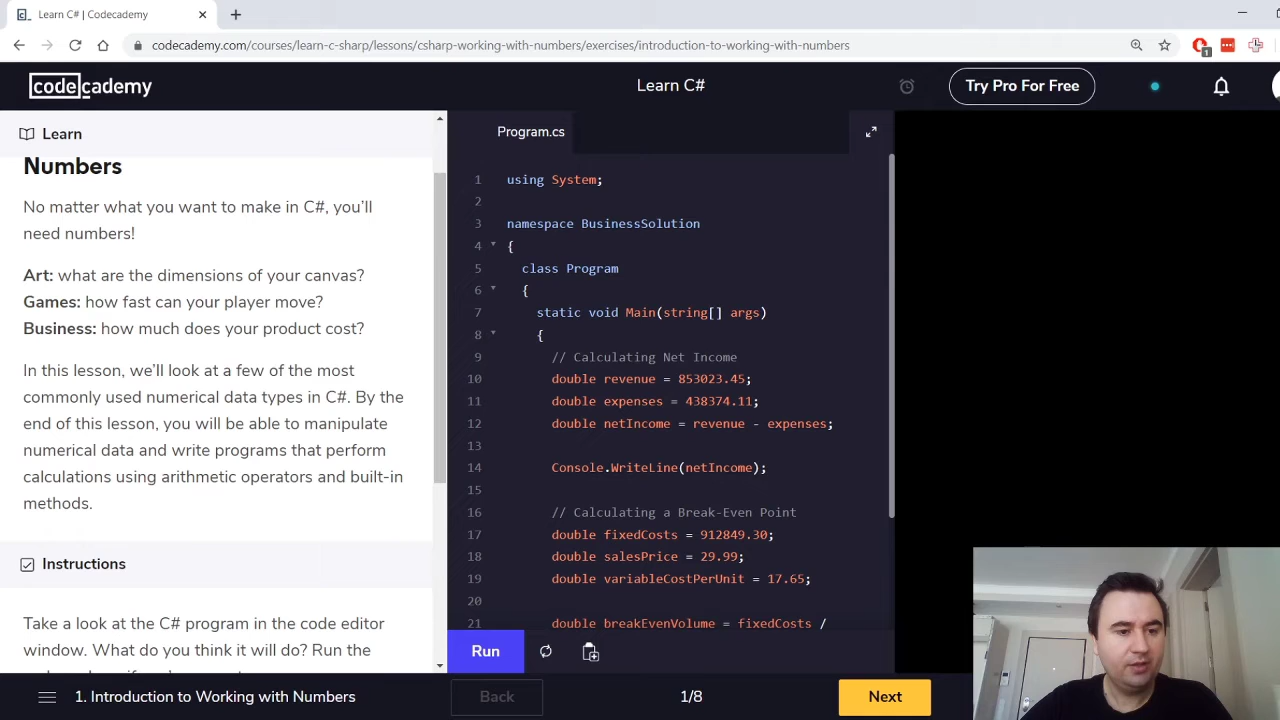 Learn C# | Codecademy
codecademy.com/courses/learn-c-sharp/lessons/csharp-working-with-numbers/exercises/introduction-to-working-with-numbers
1
codecademy
Learn C#
Try Pro For Free
Learn
Program.cs
Numbers
No matter what you want to make in C#, you'll
need numbers!
Art: what are the dimensions of your canvas?
Games: how fast can your player move?
Business: how much does your product cost?
In this lesson, we'll look at a few of the most
commonly used numerical data types in C#. By the
end of this lesson, you will be able to manipulate
numerical data and write programs that perform
calculations using arithmetic operators and built-in
methods.
Instructions
Take a look at the C# program in the code editor
window. What do you think it will do? Run the
1 using System;
2
3 namespace BusinessSolution
4 {
5 class Program
6 {
7 static void Main(string[] args)
8 {
9 // Calculating Net Income
10 double revenue = 853023.45;
11 double expenses = 438374.11;
12 double netIncome = revenue - expenses;
13
14 Console.WriteLine(netIncome);
15
16 // Calculating a Break-Even Point
17 double fixedCosts = 912849.30;
18 double salesPrice = 29.99;
19 double variableCostPerUnit = 17.65;
20
21 double breakEvenVolume = fixedCosts /
Run
1. Introduction to Working with Numbers
Back
1/8
Next